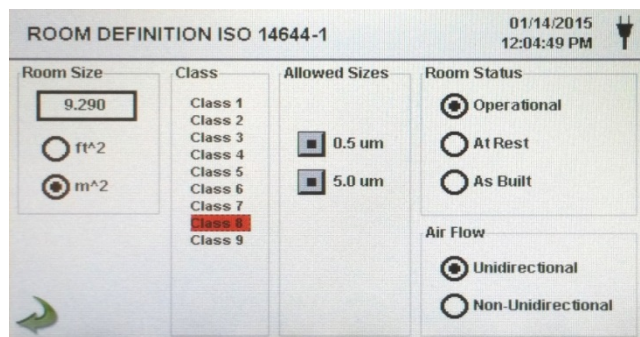 ROOM DEFINITION ISO 14644-1
01/14/2015
12:04:49 PM
Room Size
9.290
ft^2
m^2
Class
Class 1
Class 2
Class 3
Class 4
Class 5
Class 6
Class 7
Class 8
Class 9
Allowed Sizes
0.5 um
5.0 um
Room Status
Operational
At Rest
As Built
Air Flow
Unidirectional
Non-Unidirectional